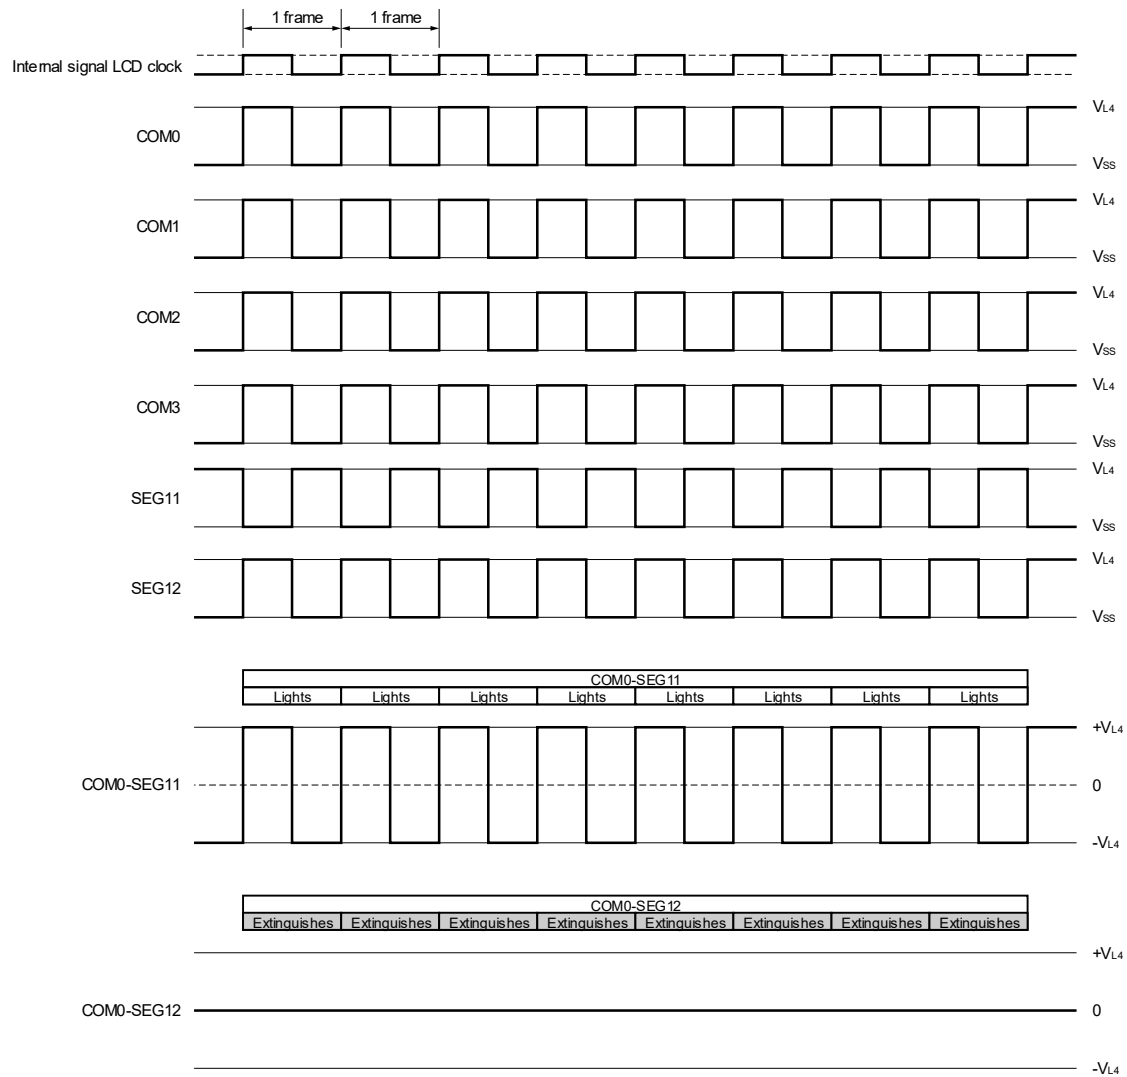 1 frame 1 frame
Internal signal LCD clock
VL4
COM0
VSS
VL4
COM1
VSS
VL4
COM2
VSS
VL4
COM3
VSS
VL4
SEG11
VSS
VL4
SEG12
VSS
COM0-SEG11
Lights Lights Lights Lights Lights Lights Lights Lights
+VL4
COM0-SEG11 0
-VL4
COM0-SEG12
Extinguishes Extinguishes Extinguishes Extinguishes Extinguishes Extinguishes Extinguishes Extinguishes
+VL4
COM0-SEG12 0
-VL4